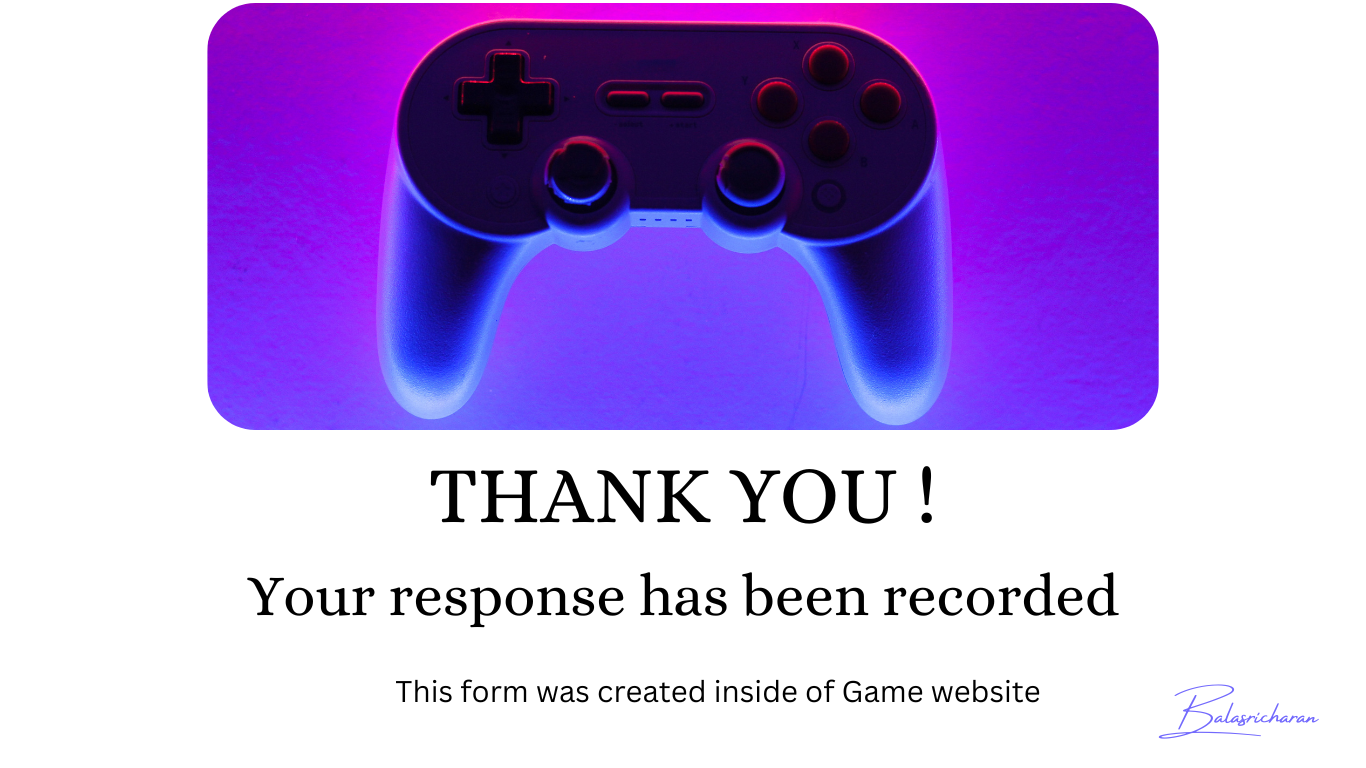 THANK YOU !
Your response has been recorded
This form was created inside of Game website
Balasricharan